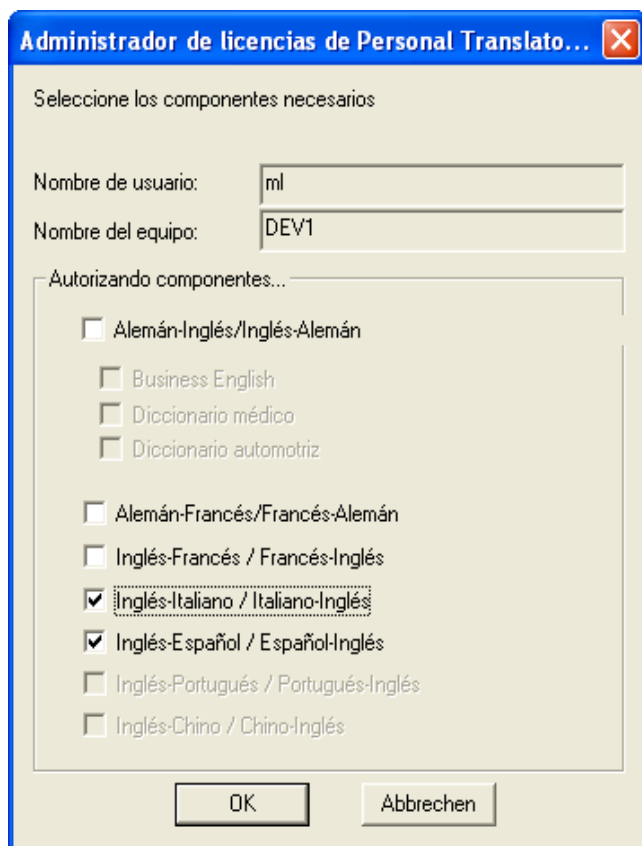 Administrador de licencias de Personal Translato...
Seleccione los componentes necesarios
Nombre de usuario: ml
Nombre del equipo: DEV1
Autorizando componentes...
Alemán-Inglés/Inglés-Alemán
Business English
Diccionario médico
Diccionario automotriz
Alemán-Francés/Francés-Alemán
Inglés-Francés / Francés-Inglés
Inglés-Italiano / Italiano-Inglés
Inglés-Español / Español-Inglés
Inglés-Portugués / Portugués-Inglés
Inglés-Chino / Chino-Inglés
OK Abbrechen